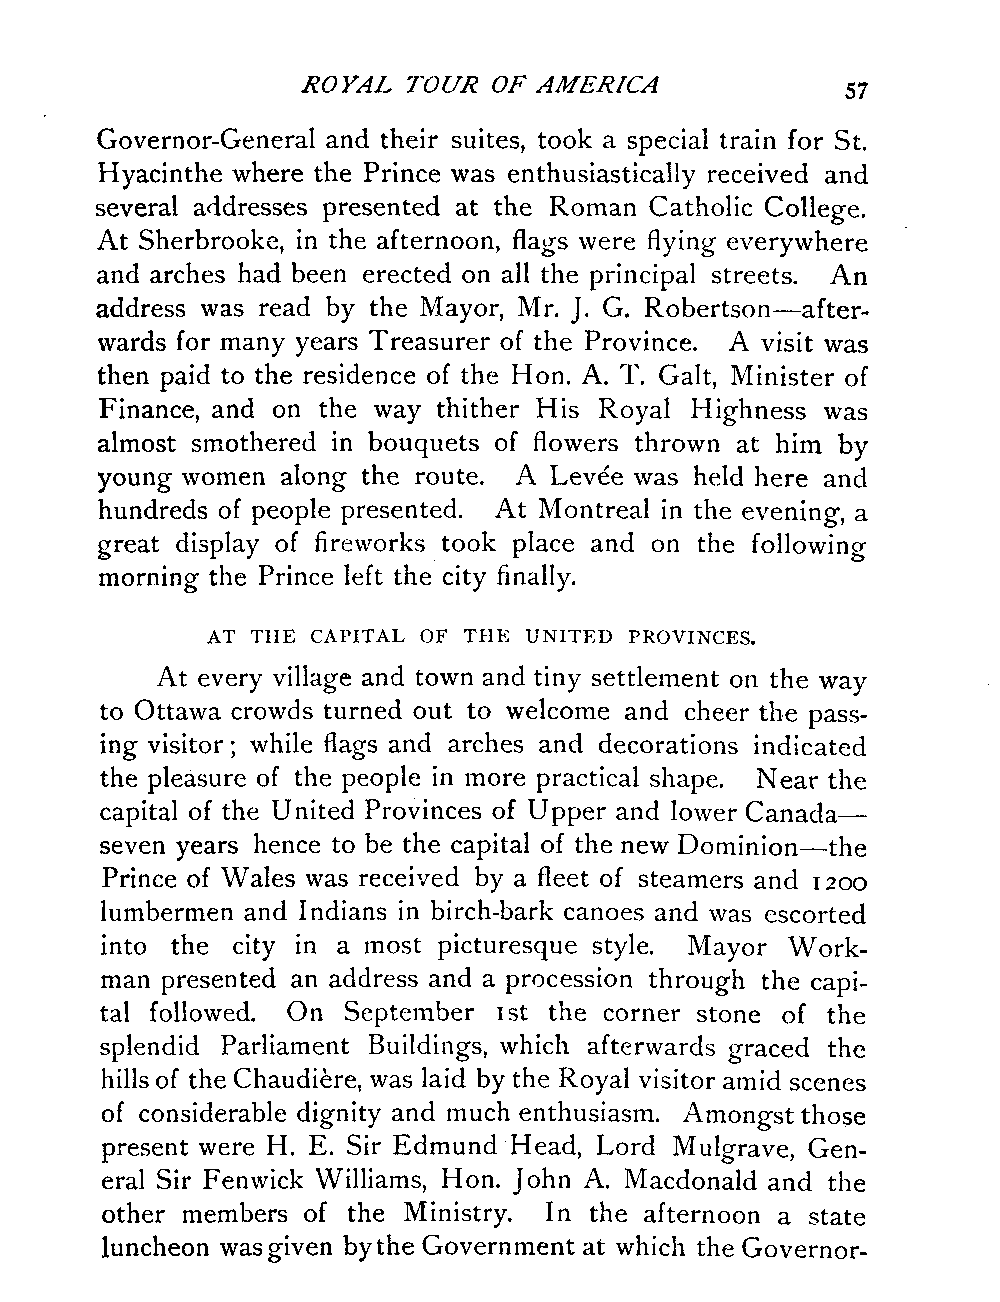 ROYAL TOUR OF AMERICA 57
Governor-General and their suites, took a special train for St.
Hyacinthe where the Prince was enthusiastically received and
several addresses presented at the Roman Catholic College.
At Sherbrooke, in the afternoon, flags were flying everywhere
and arches had been erected on all the principal streets. An
address was read by the Mayor, Mr. J. G. Robertson—after-
wards for many years Treasurer of the Province. A visit was
then paid to the residence of the Hon. A. T. Galt, Minister of
Finance, and on the way thither His Royal Highness was
almost smothered in bouquets of flowers thrown at him by
young women along the route. A Levée was held here and
hundreds of people presented. At Montreal in the evening, a
great display of fireworks took place and on the following
morning the Prince left the city finally.
AT THE CAPITAL OF THE UNITED PROVINCES.
At every village and town and tiny settlement on the way
to Ottawa crowds turned out to welcome and cheer the pass-
ing visitor; while flags and arches and decorations indicated
the pleasure of the people in more practical shape. Near the
capital of the United Provinces of Upper and lower Canada—
seven years hence to be the capital of the new Dominion—the
Prince of Wales was received by a fleet of steamers and 1200
lumbermen and Indians in birch-bark canoes and was escorted
into the city in a most picturesque style. Mayor Work-
man presented an address and a procession through the capi-
tal followed. On September 1st the corner stone of the
splendid Parliament Buildings, which afterwards graced the
hills of the Chaudière, was laid by the Royal visitor amid scenes
of considerable dignity and much enthusiasm. Amongst those
present were H. E. Sir Edmund Head, Lord Mulgrave, Gen-
eral Sir Fenwick Williams, Hon. John A. Macdonald and the
other members of the Ministry. In the afternoon a state
luncheon was given by the Government at which the Governor-